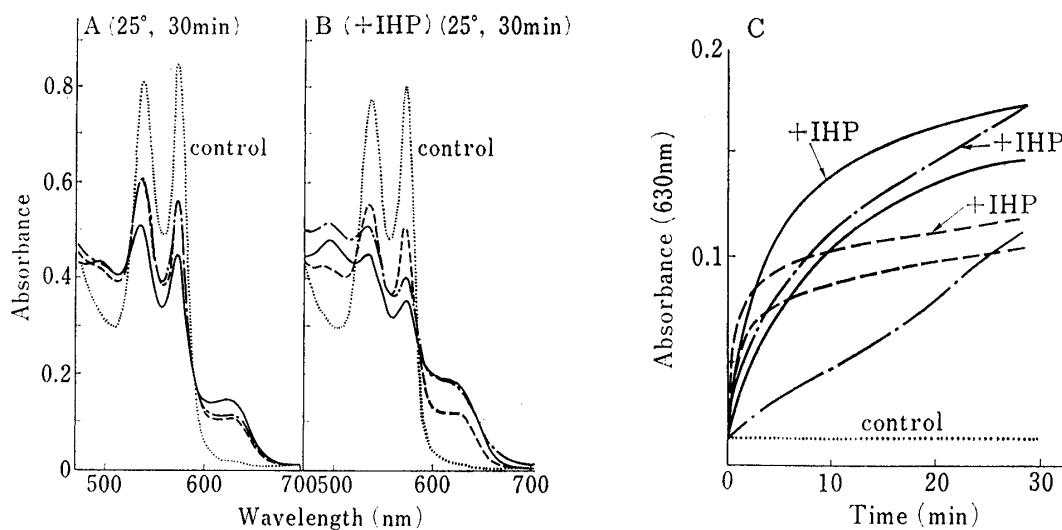 A (25°, 30min)
B (+IHP) (25°, 30min)
C
Absorbance
0.8
0.6
0.4
0.2
0
control
control
500
600
700
500
600
700
Wavelength (nm)
Absorbance (630nm)
0.2
0.1
+IHP
+IHP
+IHP
control
0
10
20
30
Time (min)